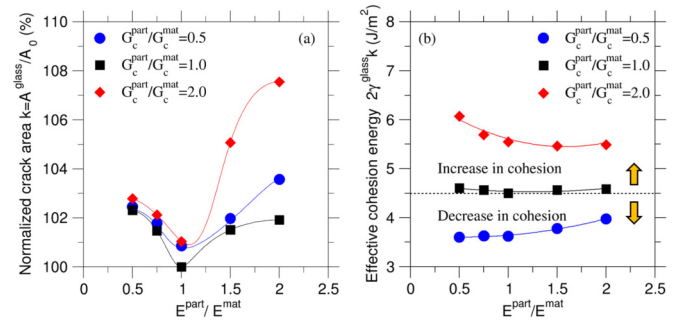 110
108
106
104
102
100
Normalized crack area k=A^glass/A_0 (%)
G_c^part/G_c^mat=0.5
G_c^part/G_c^mat=1.0
G_c^part/G_c^mat=2.0
(a)
0 0.5 1 1.5 2 2.5
E^part/ E^mat
8
7
6
5
4
3
Effective cohesion energy 2γ^glass k (J/m²)
(b)
G_c^part/G_c^mat=0.5
G_c^part/G_c^mat=1.0
G_c^part/G_c^mat=2.0
Increase in cohesion
Decrease in cohesion
0 0.5 1 1.5 2 2.5
E^part/ E^mat